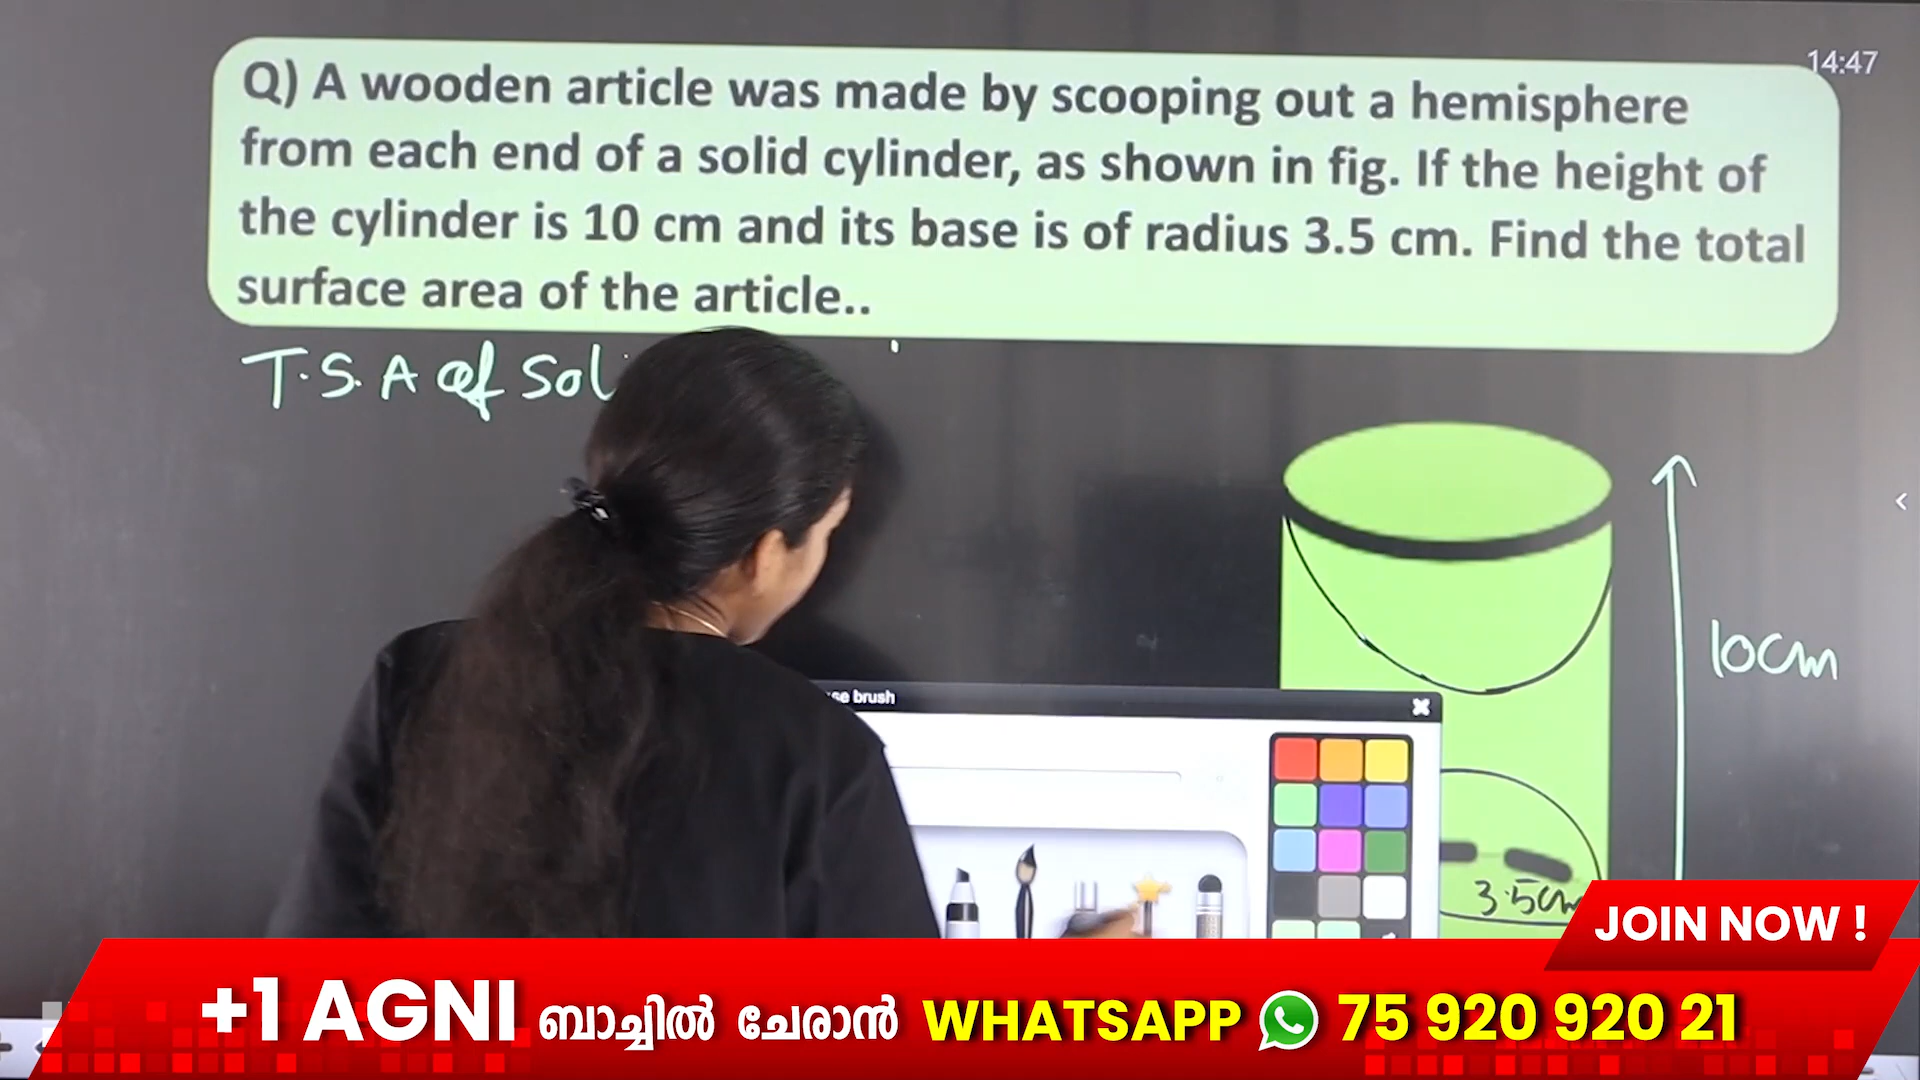 14:47
Q) A wooden article was made by scooping out a hemisphere
from each end of a solid cylinder, as shown in fig. If the height of
the cylinder is 10 cm and its base is of radius 3.5 cm. Find the total
surface area of the article..
T.S.A of Sol
10cm
brush
3.5cm
JOIN NOW !
+1 AGNI ബാച്ചിൽ ചേരാൻ WHATSAPP 75 920 920 21